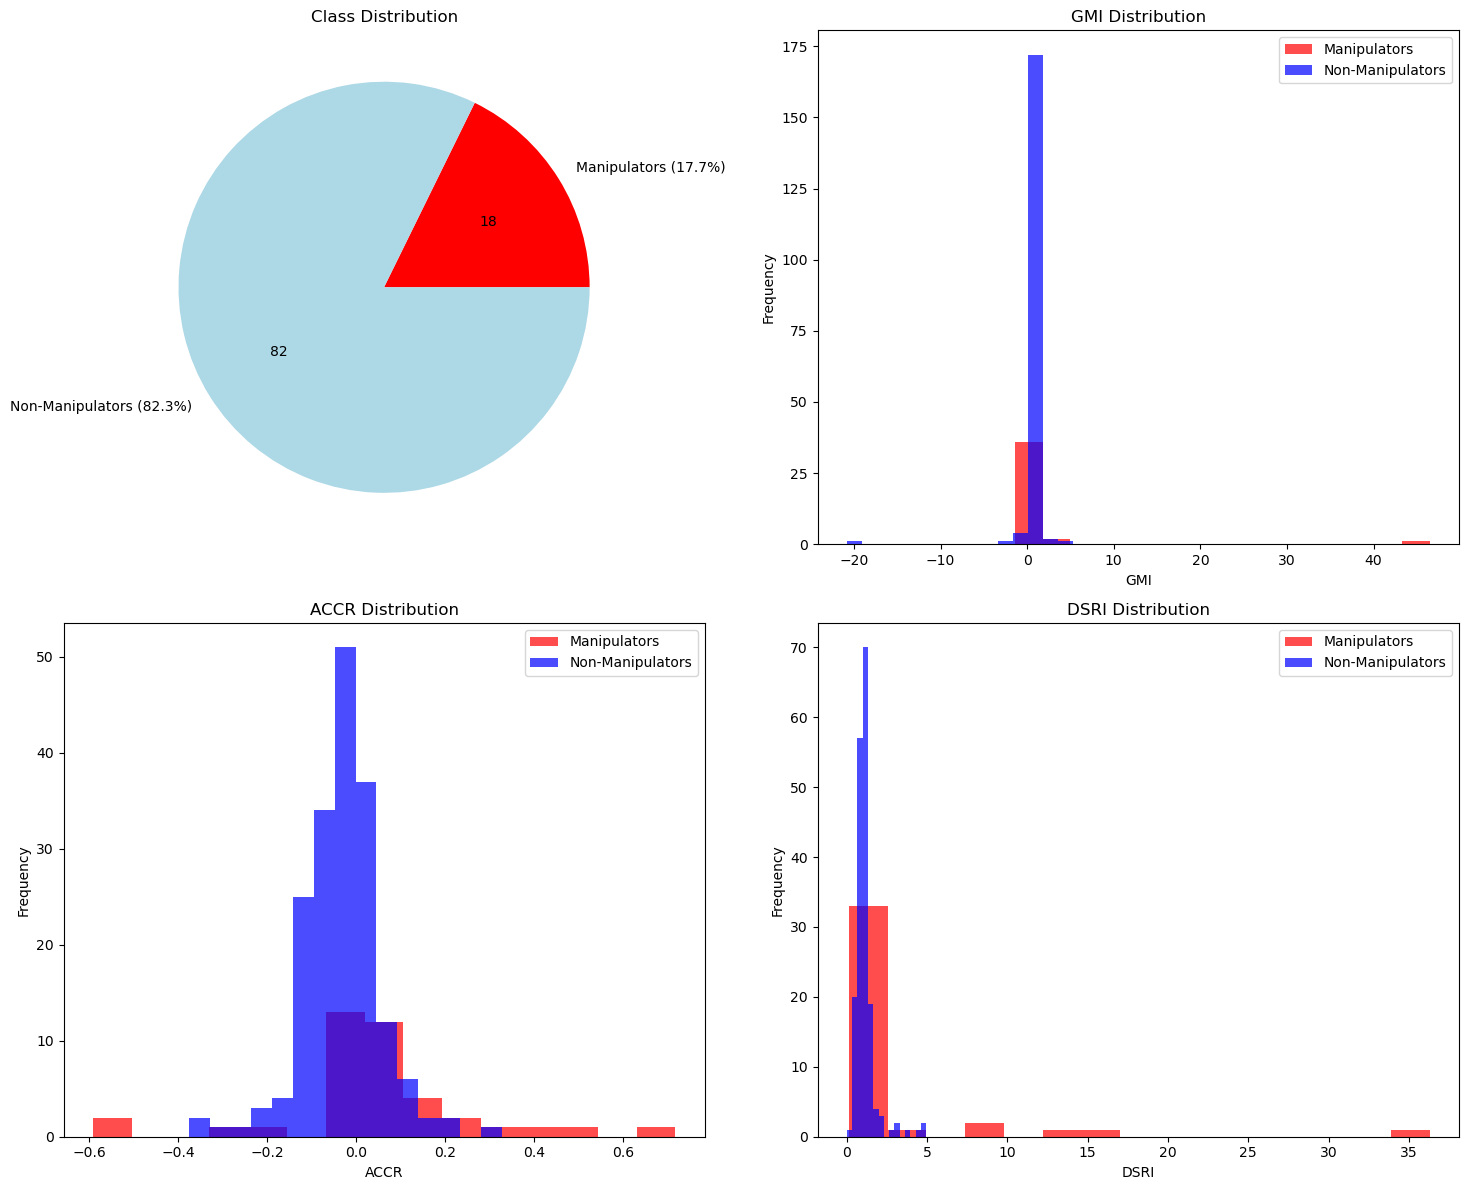 Class Distribution
Manipulators (17.7%)
18
82
Non-Manipulators (82.3%)
GMI Distribution
Manipulators
Non-Manipulators
175
150
125
100
75
50
25
0
Frequency
−20
−10
0
10
20
30
40
GMI
ACCR Distribution
Manipulators
Non-Manipulators
50
40
30
20
10
0
Frequency
−0.6
−0.4
−0.2
0.0
0.2
0.4
0.6
ACCR
DSRI Distribution
Manipulators
Non-Manipulators
70
60
50
40
30
20
10
0
Frequency
0
5
10
15
20
25
30
35
DSRI